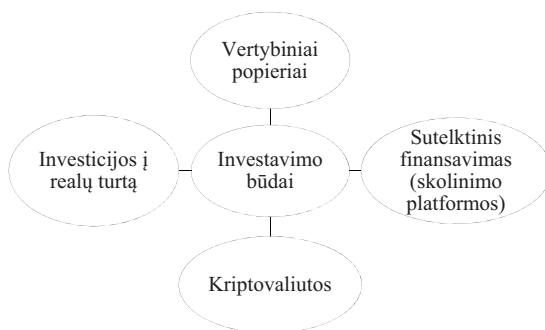 Vertybiniai
popieriai
Investicijos į
realų turtą
Investavimo
būdai
Sutelktinis
finansavimas
(skolinimo
platformos)
Kriptovaliutos